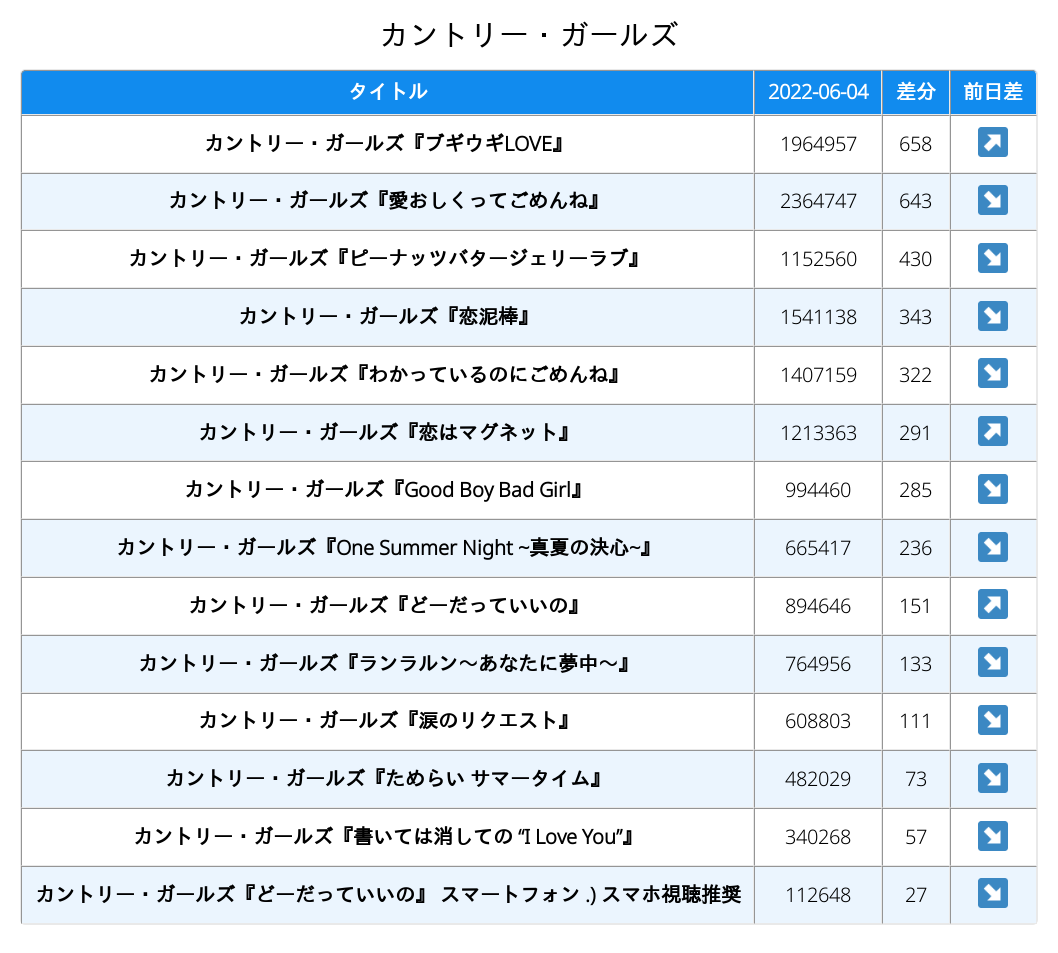 カントリー・ガールズ
タイトル 2022-06-04 差分 前日差
カントリー・ガールズ『ブギウギLOVE』 1964957 658
カントリー・ガールズ『愛おしくってごめんね』 2364747 643
カントリー・ガールズ『ピーナッツバタージェリーラブ』 1152560 430
カントリー・ガールズ『恋泥棒』 1541138 343
カントリー・ガールズ『わかっているのにごめんね』 1407159 322
カントリー・ガールズ『恋はマグネット』 1213363 291
カントリー・ガールズ『Good Boy Bad Girl』 994460 285
カントリー・ガールズ『One Summer Night ~真夏の決心~』 665417 236
カントリー・ガールズ『どーだっていいの』 894646 151
カントリー・ガールズ『ランラルン～あなたに夢中～』 764956 133
カントリー・ガールズ『涙のリクエスト』 608803 111
カントリー・ガールズ『ためらい サマータイム』 482029 73
カントリー・ガールズ『書いては消しての “I Love You”』 340268 57
カントリー・ガールズ『どーだっていいの』 スマートフォン .) スマホ視聴推奨 112648 27